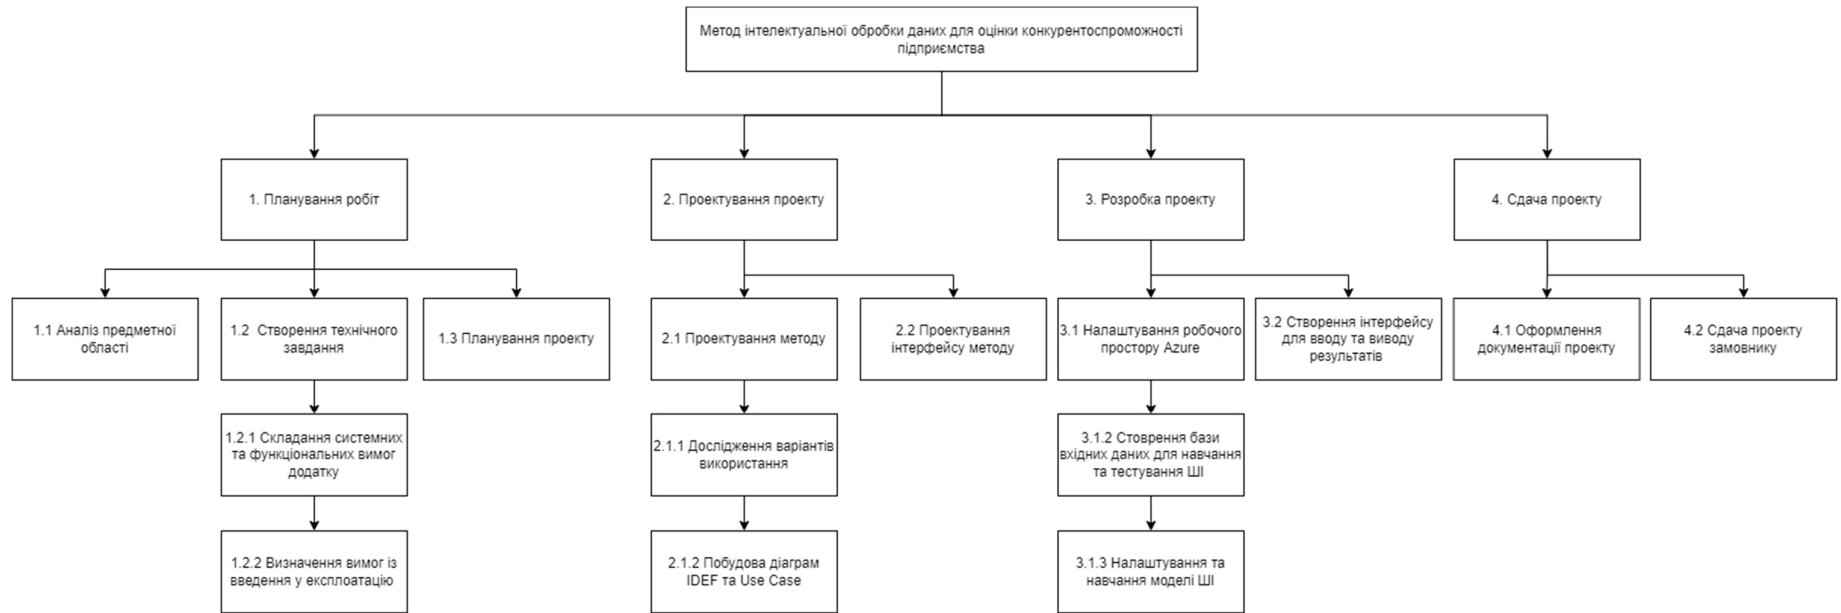 Метод інтелектуальної обробки даних для оцінки конкурентоспроможності
підприємства
1. Планування робіт
2. Проектування проекту
3. Розробка проекту
4. Сдача проекту
1.1 Аналіз предметної
області
1.2 Створення технічного
завдання
1.3 Планування проекту
2.1 Проектування методу
2.2 Проектування
інтерфейсу методу
3.1 Налаштування робочого
простору Azure
3.2 Створення інтерфейсу
для вводу та виводу
результатів
4.1 Оформлення
документації проекту
4.2 Сдача проекту
замовнику
1.2.1 Складання системних
та функціональних вимог
додатку
2.1.1 Дослідження варіантів
використання
3.1.2 Стоврення бази
вхідних даних для навчання
та тестування ШІ
1.2.2 Визначення вимог із
введення у експлоатацію
2.1.2 Побудова діаграм
IDEF та Use Case
3.1.3 Налаштування та
навчання моделі ШІ